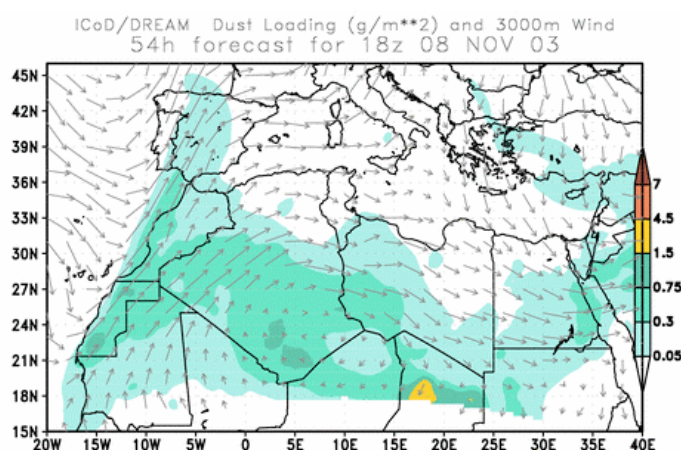 ICoD/DREAM Dust Loading (g/m**2) and 3000m Wind
54h forecast for 18z 08 NOV 03
45N
42N
39N
36N
33N
30N
27N
24N
21N
18N
15N
20W 15W 10W 5W 0 5E 10E 15E 20E 25E 30E 35E 40E
7
4.5
1.5
0.75
0.3
0.05